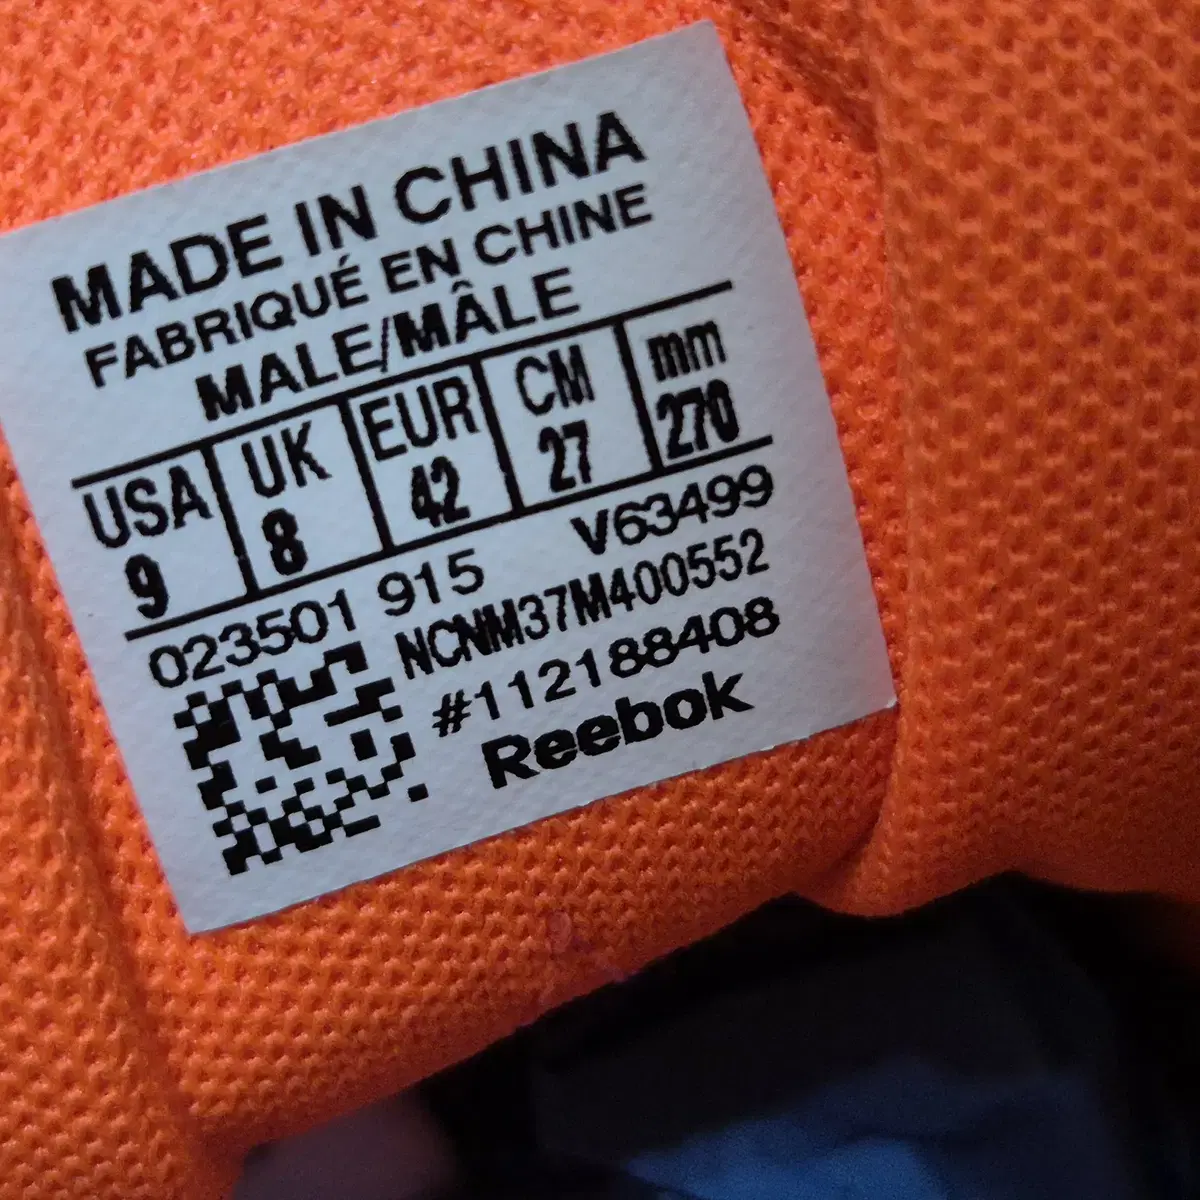 MADE IN CHINA
FABRIQUÉ EN CHINE
MALE/MÂLE
USA UK EUR CM mm
9 8 42 27 270
023501 915 V63499
NCNM37M400552
#112188408
Reebok